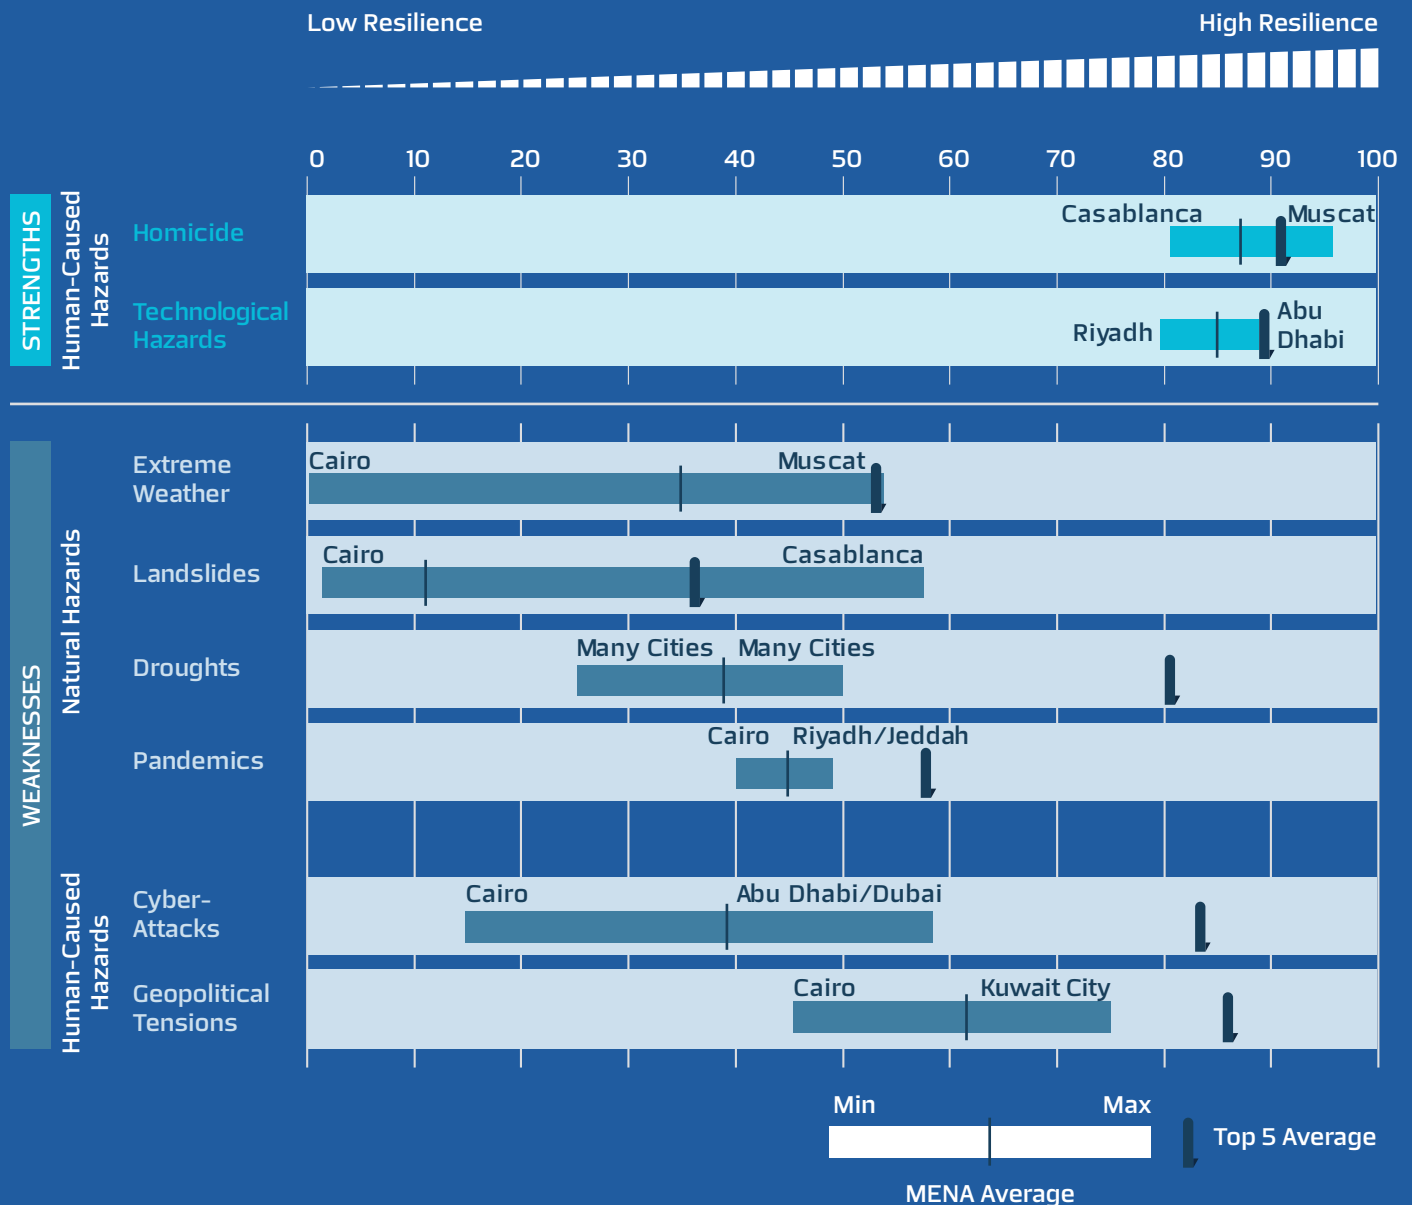 Low Resilience
High Resilience
0 10 20 30 40 50 60 70 80 90 100
STRENGTHS
Human-Caused
Hazards
Homicide
Casablanca
Muscat
Technological
Hazards
Riyadh
Abu
Dhabi
WEAKNESSES
Natural Hazards
Extreme
Weather
Cairo
Muscat
Landslides
Cairo
Casablanca
Droughts
Many Cities
Many Cities
Pandemics
Cairo
Riyadh/Jeddah
Human-Caused
Hazards
Cyber-
Attacks
Cairo
Abu Dhabi/Dubai
Geopolitical
Tensions
Cairo
Kuwait City
Min
Max
Top 5 Average
MENA Average